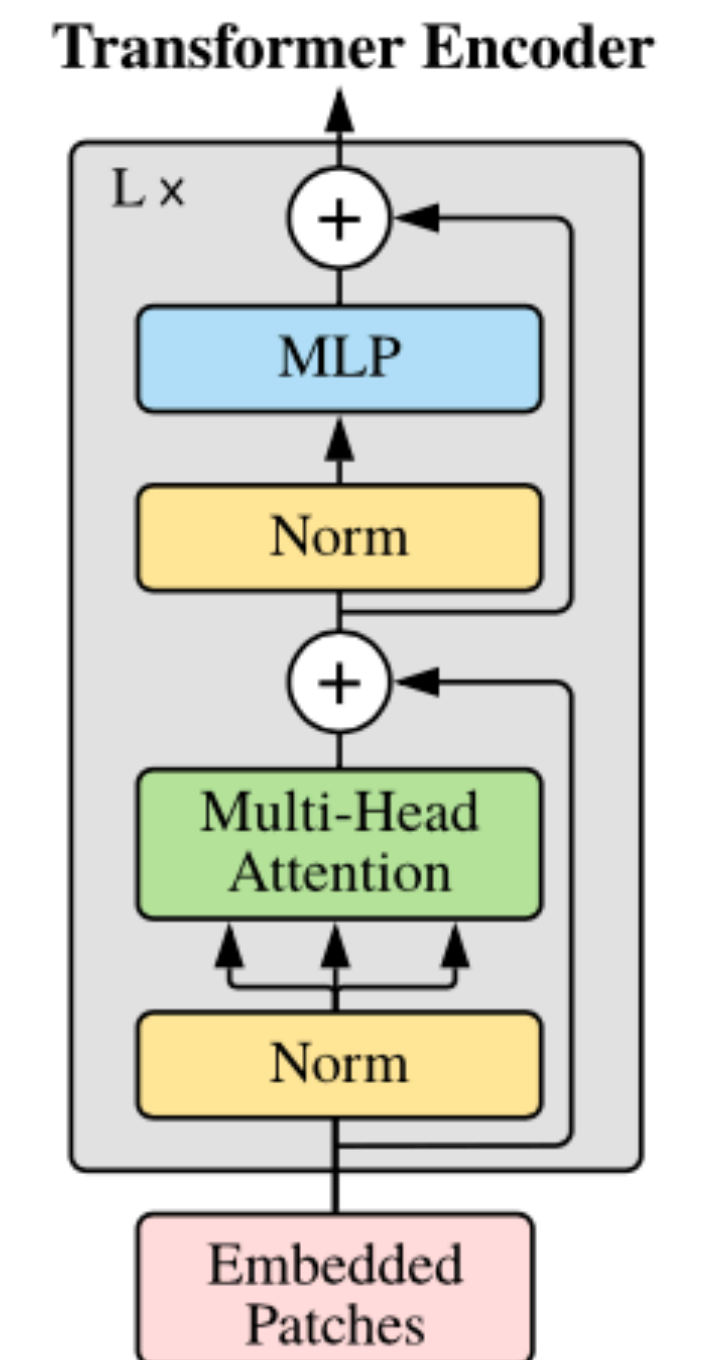 Transformer Encoder
L ×
+
MLP
Norm
+
Multi-Head
Attention
Norm
Embedded
Patches